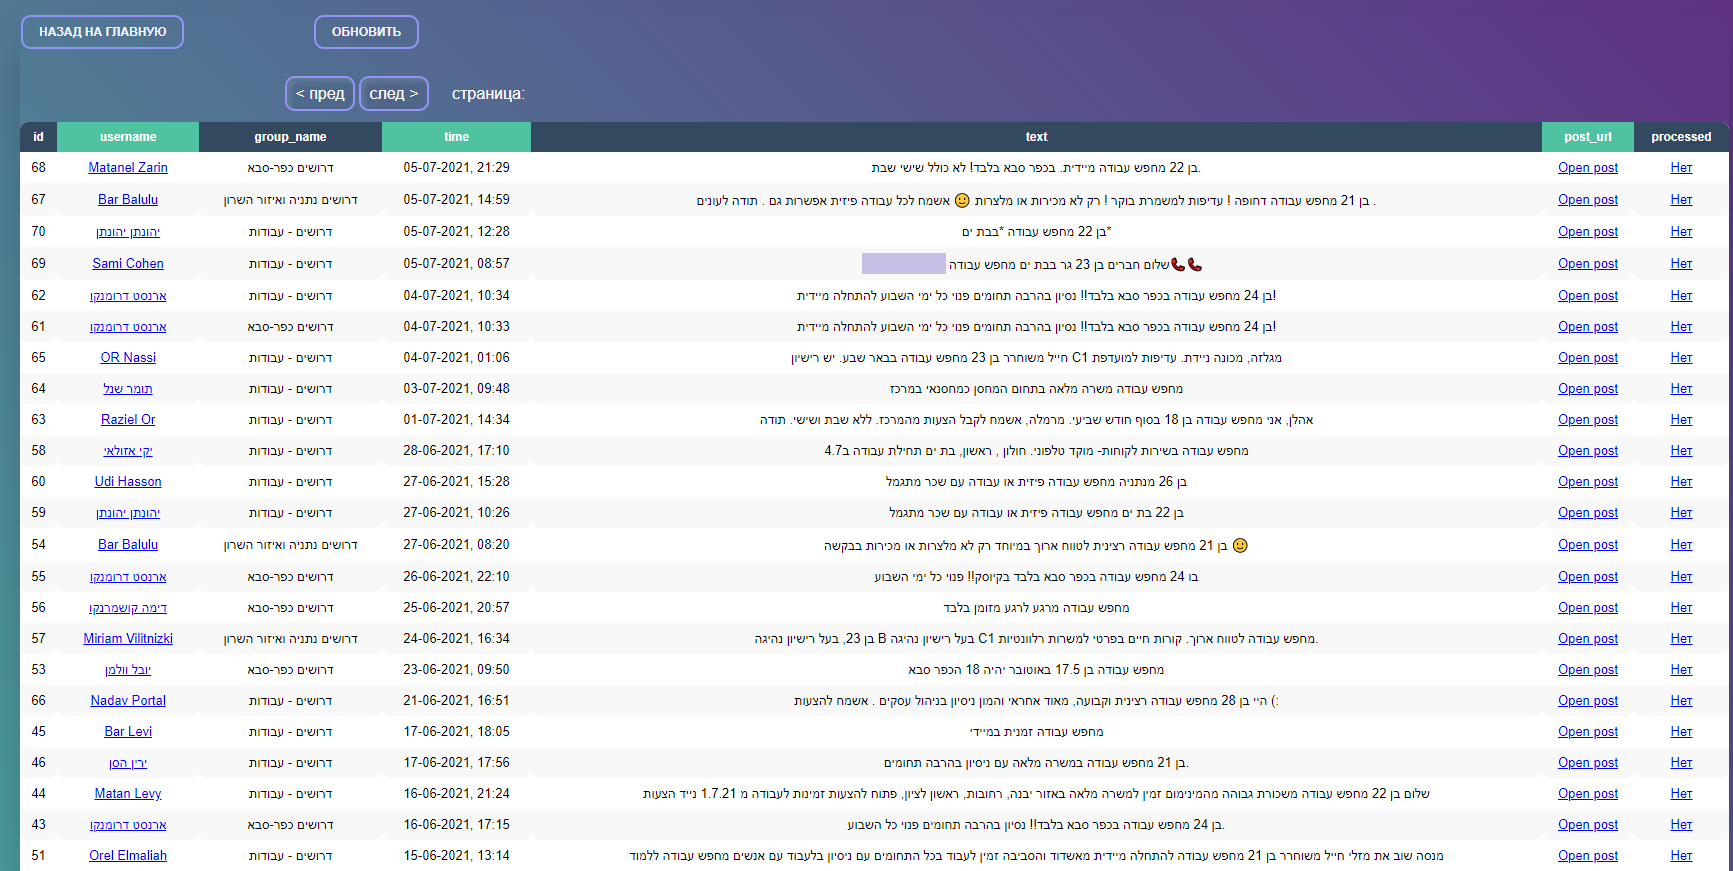 НАЗАД НА ГЛАВНУЮ ОБНОВИТЬ
< пред след > страница:
id username group_name time text post_url processed
68 Matanel Zarin דרושים כפר-סבא 05-07-2021, 21:29 בן 22 מחפש עבודה מיידית. בכפר סבא בלבד! לא כולל שישי שבת. Open post Нет
67 Bar Balulu דרושים נתניה ואיזור השרון 05-07-2021, 14:59 בן 21 מחפש עבודה דחופה ! עדיפות למשמרת בוקר ! רק לא מכירות או מלצרות 🙂 אשמח לכל עבודה פיזית אפשרות גם . תודה לעונים . Open post Нет
70 יהונתן יהונתן דרושים - עבודות 05-07-2021, 12:28 בן 22 מחפש עבודה *בבת ים* Open post Нет
69 Sami Cohen דרושים - עבודות 05-07-2021, 08:57 📞📞שלום חברים בן 23 גר בבת ים מחפש עבודה Open post Нет
62 ארנסט דרומנקו דרושים - עבודות 04-07-2021, 10:34 בן 24 מחפש עבודה בכפר סבא בלבד!! נסיון בהרבה תחומים פנוי כל ימי השבוע להתחלה מיידית! Open post Нет
61 ארנסט דרומנקו דרושים כפר-סבא 04-07-2021, 10:33 בן 24 מחפש עבודה בכפר סבא בלבד!! נסיון בהרבה תחומים פנוי כל ימי השבוע להתחלה מיידית! Open post Нет
65 OR Nassi דרושים - עבודות 04-07-2021, 01:06 חייל משוחרר בן 23 מחפש עבודה בבאר שבע. יש רישיון C1 מגלזה, מכונה ניידת. עדיפות למועדפת Open post Нет
64 תומר שנל דרושים - עבודות 03-07-2021, 09:48 מחפש עבודה משרה מלאה בתחום המחסן כמחסנאי במרכז Open post Нет
63 Raziel Or דרושים - עבודות 01-07-2021, 14:34 אהלן, אני מחפש עבודה בן 18 בסוף חודש שביעי. מרמלה, אשמח לקבל הצעות מהמרכז. ללא שבת ושישי. תודה Open post Нет
58 יקי אזולאי דרושים - עבודות 28-06-2021, 17:10 מחפש עבודה בשירות לקוחות- מוקד טלפוני. חולון , ראשון, בת ים תחילת עבודה ב4.7 Open post Нет
60 Udi Hasson דרושים - עבודות 27-06-2021, 15:28 בן 26 מנתניה מחפש עבודה פיזית או עבודה עם שכר מתגמל Open post Нет
59 יהונתן יהונתן דרושים - עבודות 27-06-2021, 10:26 בן 22 בת ים מחפש עבודה פיזית או עבודה עם שכר מתגמל Open post Нет
54 Bar Balulu דרושים נתניה ואיזור השרון 27-06-2021, 08:20 🙂 בן 21 מחפש עבודה רצינית לטווח ארוך במיוחד רק לא מלצרות או מכירות בבקשה Open post Нет
55 ארנסט דרומנקו דרושים כפר-סבא 26-06-2021, 22:10 בו 24 מחפש עבודה בכפר סבא בלבד בקיוסק!! פנוי כל ימי השבוע Open post Нет
56 דימה קושמרנקו דרושים כפר-סבא 25-06-2021, 20:57 מחפש עבודה מרגע לרגע מזומן בלבד Open post Нет
57 Miriam Vilitnizki דרושים נתניה ואיזור השרון 24-06-2021, 16:34 בן 23, בעל רישיון נהיגה B בעל רישיון נהיגה C1 מחפש עבודה לטווח ארוך. קורות חיים בפרטי למשרות רלוונטיות. Open post Нет
53 יובל וולמן דרושים כפר-סבא 23-06-2021, 09:50 מחפש עבודה בן 17.5 באוטובר יהיה 18 הכפר סבא Open post Нет
66 Nadav Portal דרושים - עבודות 21-06-2021, 16:51 היי בן 28 מחפש עבודה רצינית וקבועה, מאוד אחראי והמון ניסיון בניהול עסקים . אשמח להצעות (: Open post Нет
45 Bar Levi דרושים - עבודות 17-06-2021, 18:05 מחפש עבודה זמנית במיידי Open post Нет
46 ירין הסן דרושים - עבודות 17-06-2021, 17:56 בן 21 מחפש עבודה במשרה מלאה עם ניסיון בהרבה תחומים. Open post Нет
44 Matan Levy דרושים - עבודות 16-06-2021, 21:24 שלום בן 22 מחפש עבודה משכורת גבוהה מהמינימום זמין למשרה מלאה באזור יבנה, רחובות, ראשון לציון, פתוח להצעות זמינות לעבודה מ 1.7.21 נייד הצעות Open post Нет
43 ארנסט דרומנקו דרושים כפר-סבא 16-06-2021, 17:15 בן 24 מחפש עבודה בכפר סבא בלבד!! נסיון בהרבה תחומים פנוי כל השבוע. Open post Нет
51 Orel Elmaliah דרושים - עבודות 15-06-2021, 13:14 מנסה שוב את מזלי חייל משוחרר בן 21 מחפש עבודה להתחלה מיידית מאשדוד והסביבה זמין לעבוד בכל התחומים עם ניסיון בלעבוד עם אנשים מחפש עבודה ללמוד Open post Нет